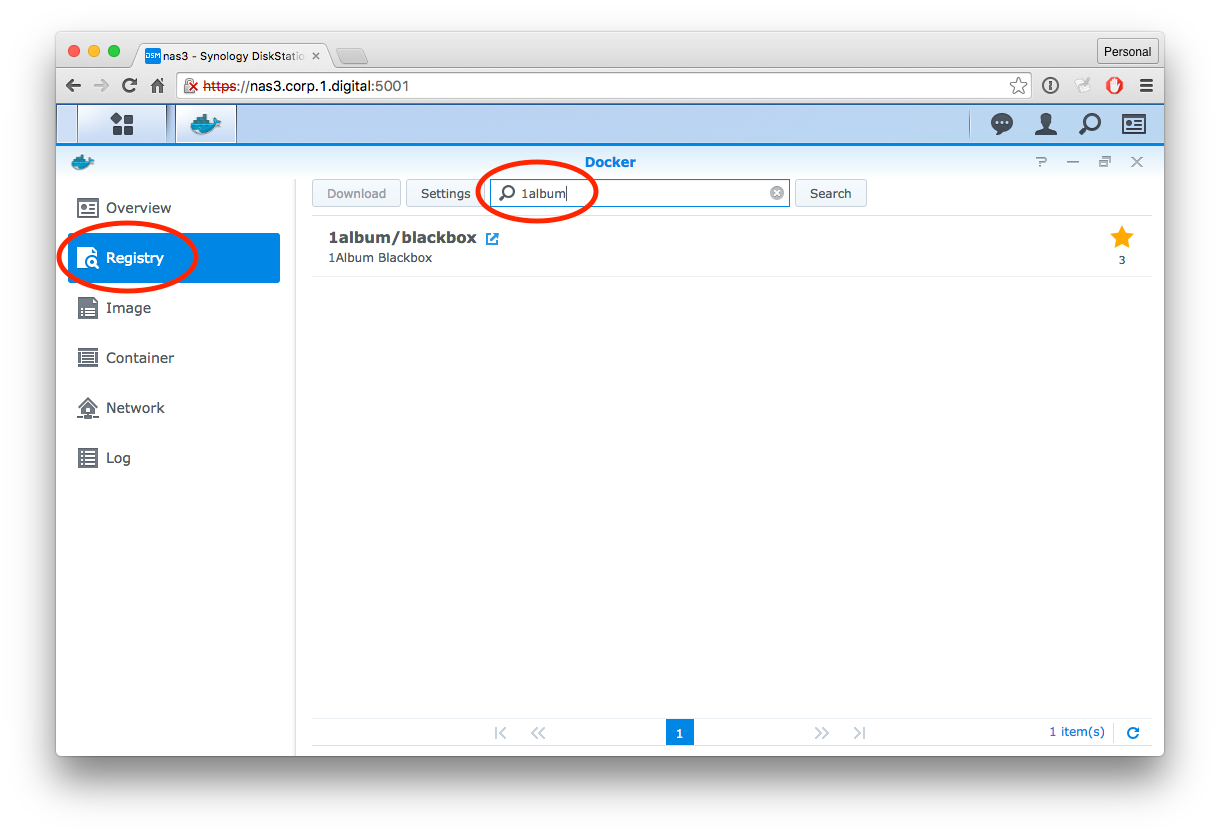 DSM nas3 - Synology DiskStatio
Personal
https://nas3.corp.1.digital:5001
Docker
Overview
Registry
Image
Container
Network
Log
Download
Settings
1album
Search
1album/blackbox
1Album Blackbox
3
1
1 item(s)